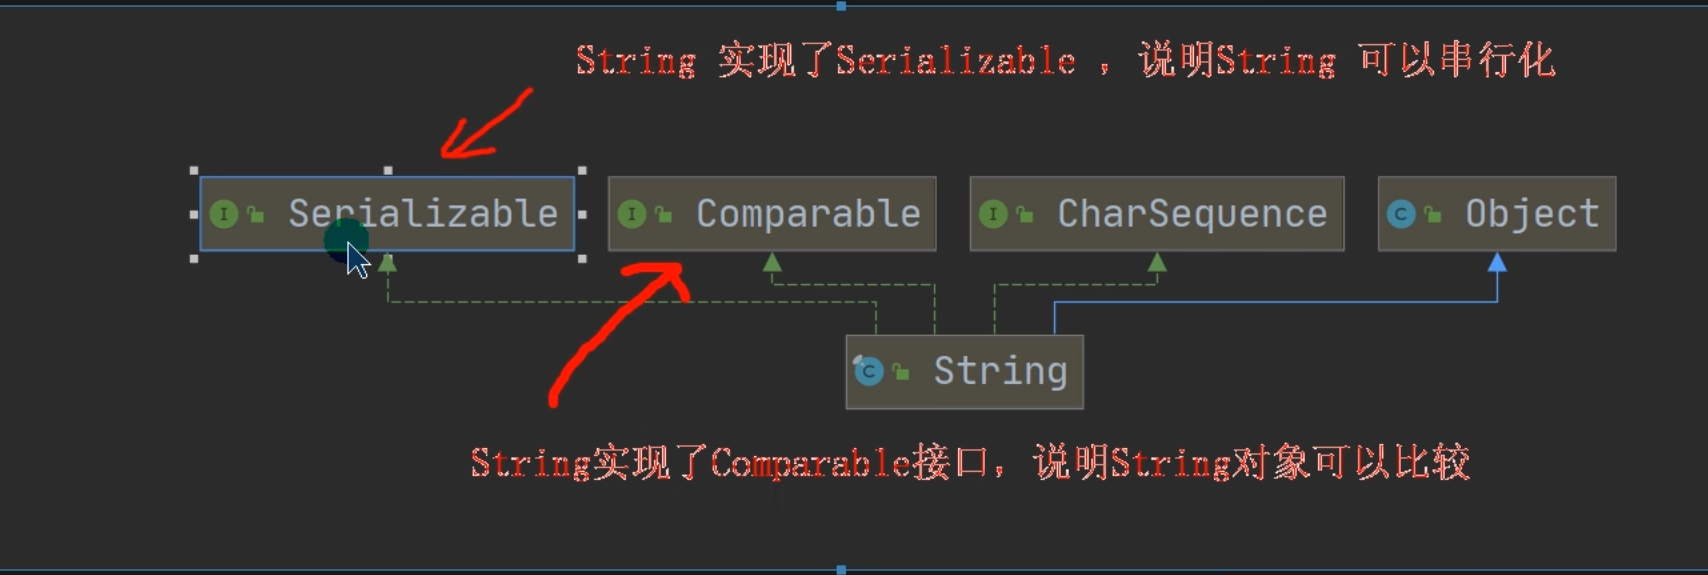 String 实现了Serializable ，说明String 可以串行化
Serializable
Comparable
CharSequence
Object
String
String实现了Comparable接口，说明String对象可以比较